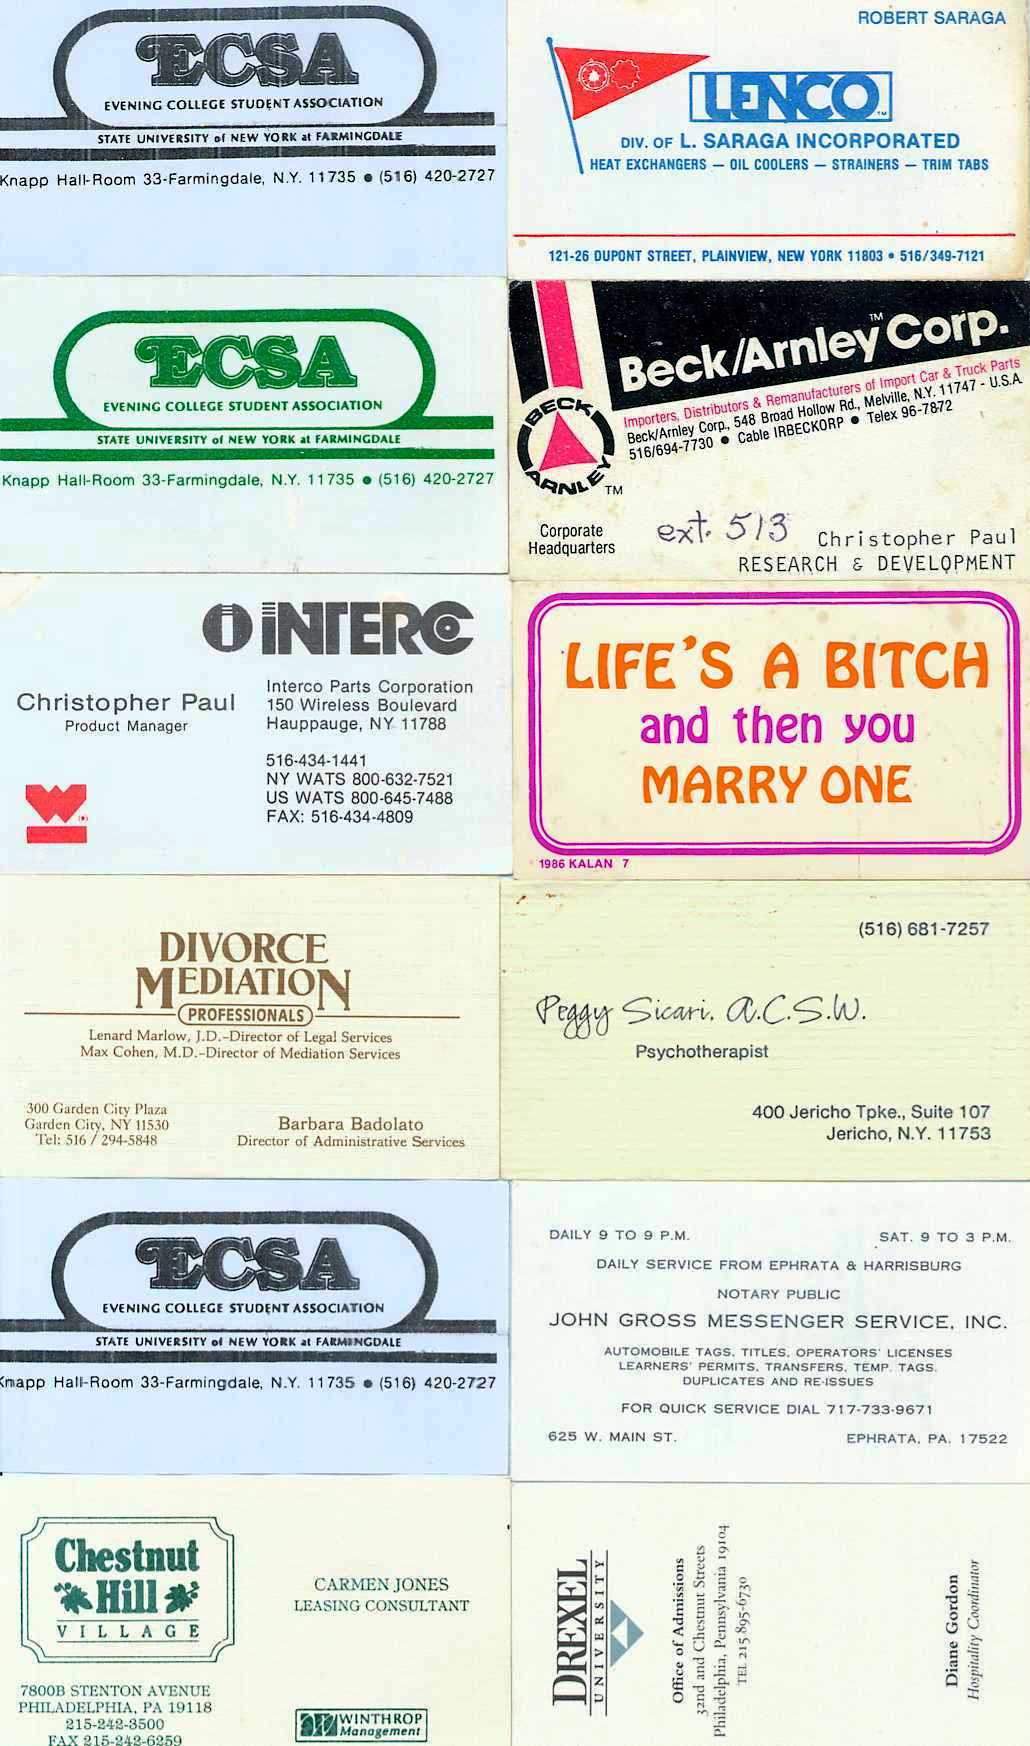 ECSA
EVENING COLLEGE STUDENT ASSOCIATION
STATE UNIVERSITY of NEW YORK at FARMINGDALE
Knapp Hall-Room 33-Farmingdale, N.Y. 11735 ● (516) 420-2727
ROBERT SARAGA
LENCO TM
DIV. OF L. SARAGA INCORPORATED
HEAT EXCHANGERS — OIL COOLERS — STRAINERS — TRIM TABS
121-26 DUPONT STREET, PLAINVIEW, NEW YORK 11803 • 516/349-7121
ECSA
EVENING COLLEGE STUDENT ASSOCIATION
STATE UNIVERSITY of NEW YORK at FARMINGDALE
Knapp Hall-Room 33-Farmingdale, N.Y. 11735 ● (516) 420-2727
Beck/Arnley™ Corp.
Importers, Distributors & Remanufacturers of Import Car & Truck Parts
Beck/Arnley Corp., 548 Broad Hollow Rd., Melville, N.Y. 11747 - U.S.A.
516/694-7730 ● Cable IRBECKORP ● Telex 96-7872
BECK
ARNLEY TM
Corporate
Headquarters
ext. 513
Christopher Paul
RESEARCH & DEVELOPMENT
INTERCO
Christopher Paul
Product Manager
Interco Parts Corporation
150 Wireless Boulevard
Hauppauge, NY 11788
516-434-1441
NY WATS 800-632-7521
US WATS 800-645-7488
FAX: 516-434-4809
W®
LIFE'S A BITCH
and then you
MARRY ONE
1986 KALAN 7
DIVORCE
MEDIATION
PROFESSIONALS
Lenard Marlow, J.D.–Director of Legal Services
Max Cohen, M.D.–Director of Mediation Services
300 Garden City Plaza
Garden City, NY 11530
Tel: 516 / 294-5848
Barbara Badolato
Director of Administrative Services
(516) 681-7257
Peggy Sicari, A.C.S.W.
Psychotherapist
400 Jericho Tpke., Suite 107
Jericho, N.Y. 11753
ECSA
EVENING COLLEGE STUDENT ASSOCIATION
STATE UNIVERSITY of NEW YORK at FARMINGDALE
Knapp Hall-Room 33-Farmingdale, N.Y. 11735 ● (516) 420-2727
DAILY 9 TO 9 P.M.
SAT. 9 TO 3 P.M.
DAILY SERVICE FROM EPHRATA & HARRISBURG
NOTARY PUBLIC
JOHN GROSS MESSENGER SERVICE, INC.
AUTOMOBILE TAGS, TITLES, OPERATORS' LICENSES
LEARNERS' PERMITS, TRANSFERS, TEMP. TAGS.
DUPLICATES AND RE-ISSUES
FOR QUICK SERVICE DIAL 717-733-9671
625 W. MAIN ST.
EPHRATA, PA. 17522
Chestnut
Hill
VILLAGE
CARMEN JONES
LEASING CONSULTANT
7800B STENTON AVENUE
PHILADELPHIA, PA 19118
215-242-3500
FAX 215-242-6259
WINTHROP
Management
DREXEL
UNIVERSITY
Office of Admissions
32nd and Chestnut Streets
Philadelphia, Pennsylvania 19104
TEL 215 895-6730
Diane Gordon
Hospitality Coordinator